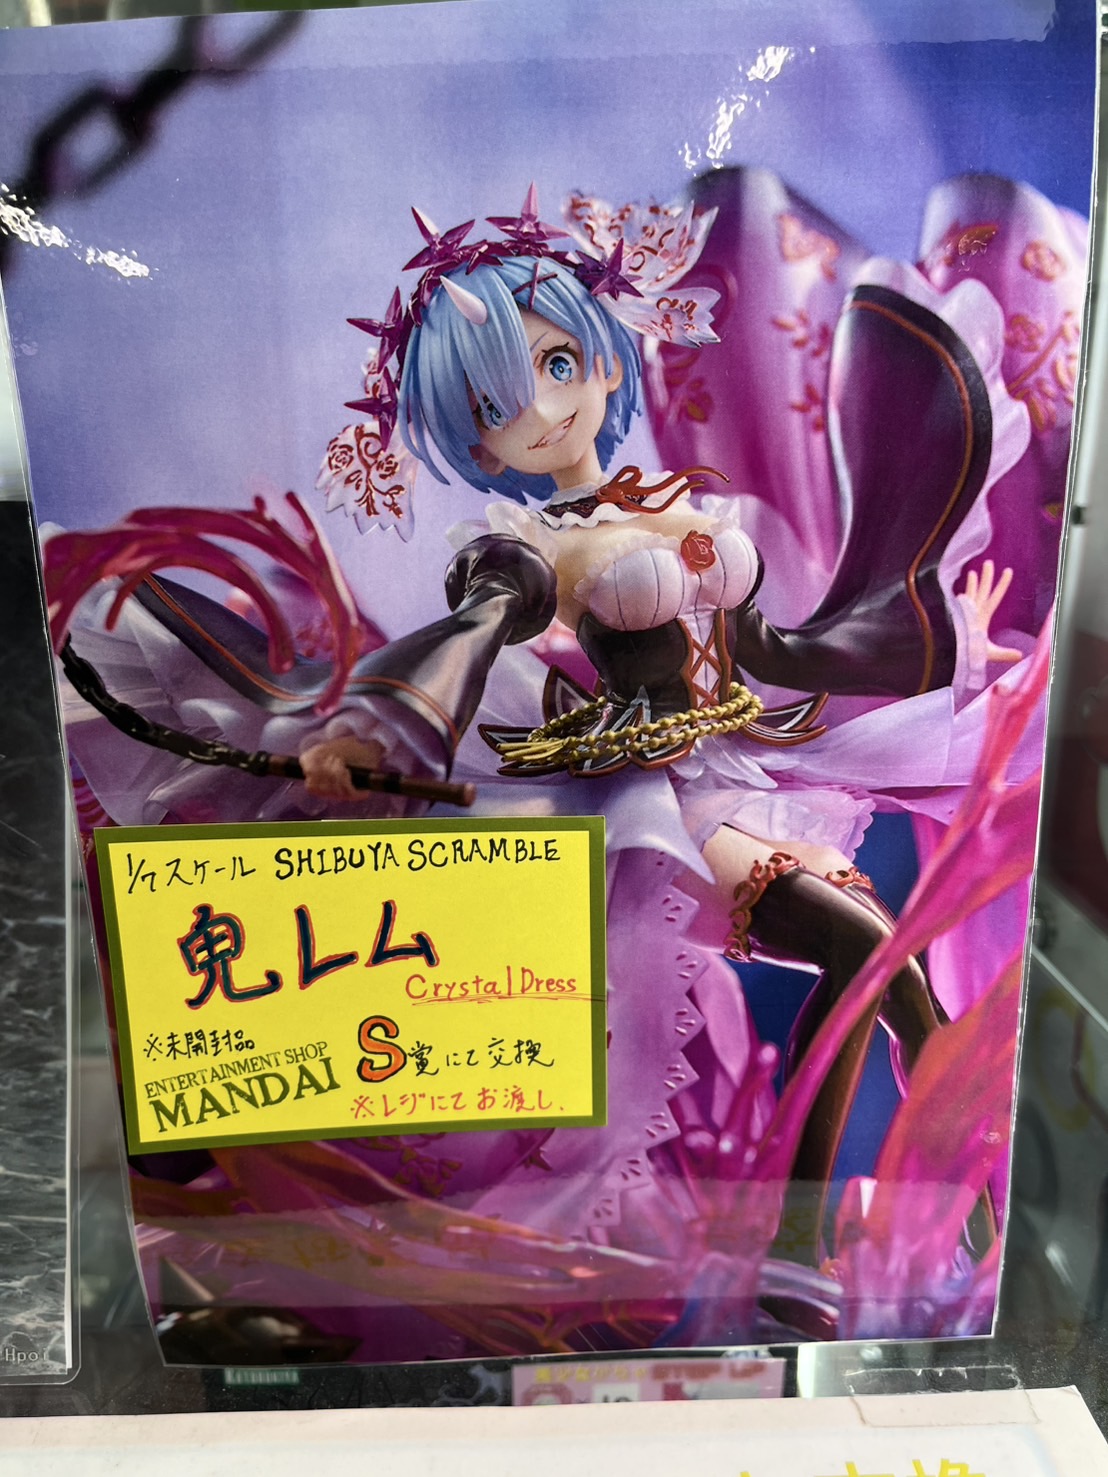 1/7スケール SHIBUYA SCRAMBLE
鬼レム
Crystal Dress
※未開封品
S賞にて交換
ENTERTAINMENT SHOP
MANDAI
※レジにてお渡し.
Hpoi